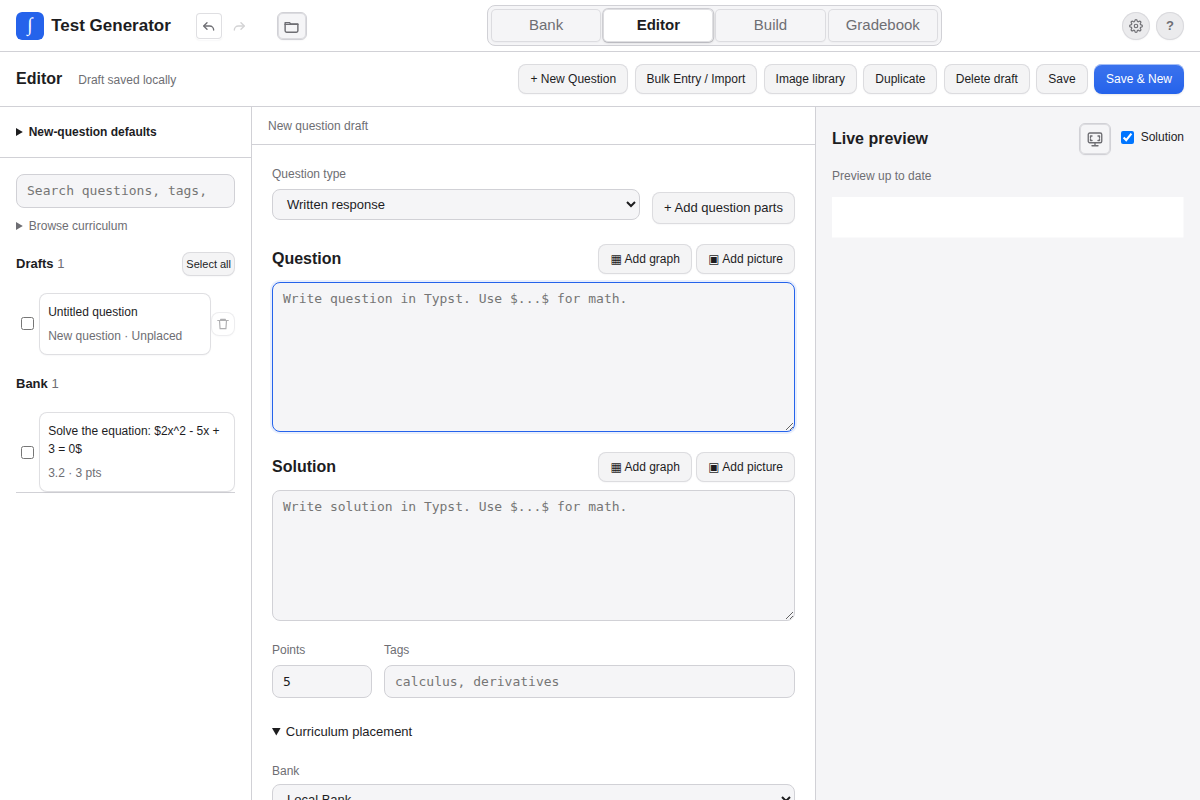 ∫ Test Generator
Bank
Editor
Build
Gradebook
?
Editor
Draft saved locally
+ New Question
Bulk Entry / Import
Image library
Duplicate
Delete draft
Save
Save & New
New-question defaults
Search questions, tags,
Browse curriculum
Drafts 1
Select all
Untitled question
New question · Unplaced
Bank 1
Solve the equation: $2x^2 - 5x +
3 = 0$
3.2 · 3 pts
New question draft
Question type
Written response
+ Add question parts
Question
Add graph
Add picture
Write question in Typst. Use $...$ for math.
Solution
Add graph
Add picture
Write solution in Typst. Use $...$ for math.
Points
Tags
5
calculus, derivatives
Curriculum placement
Bank
Local Bank
Live preview
Solution
Preview up to date